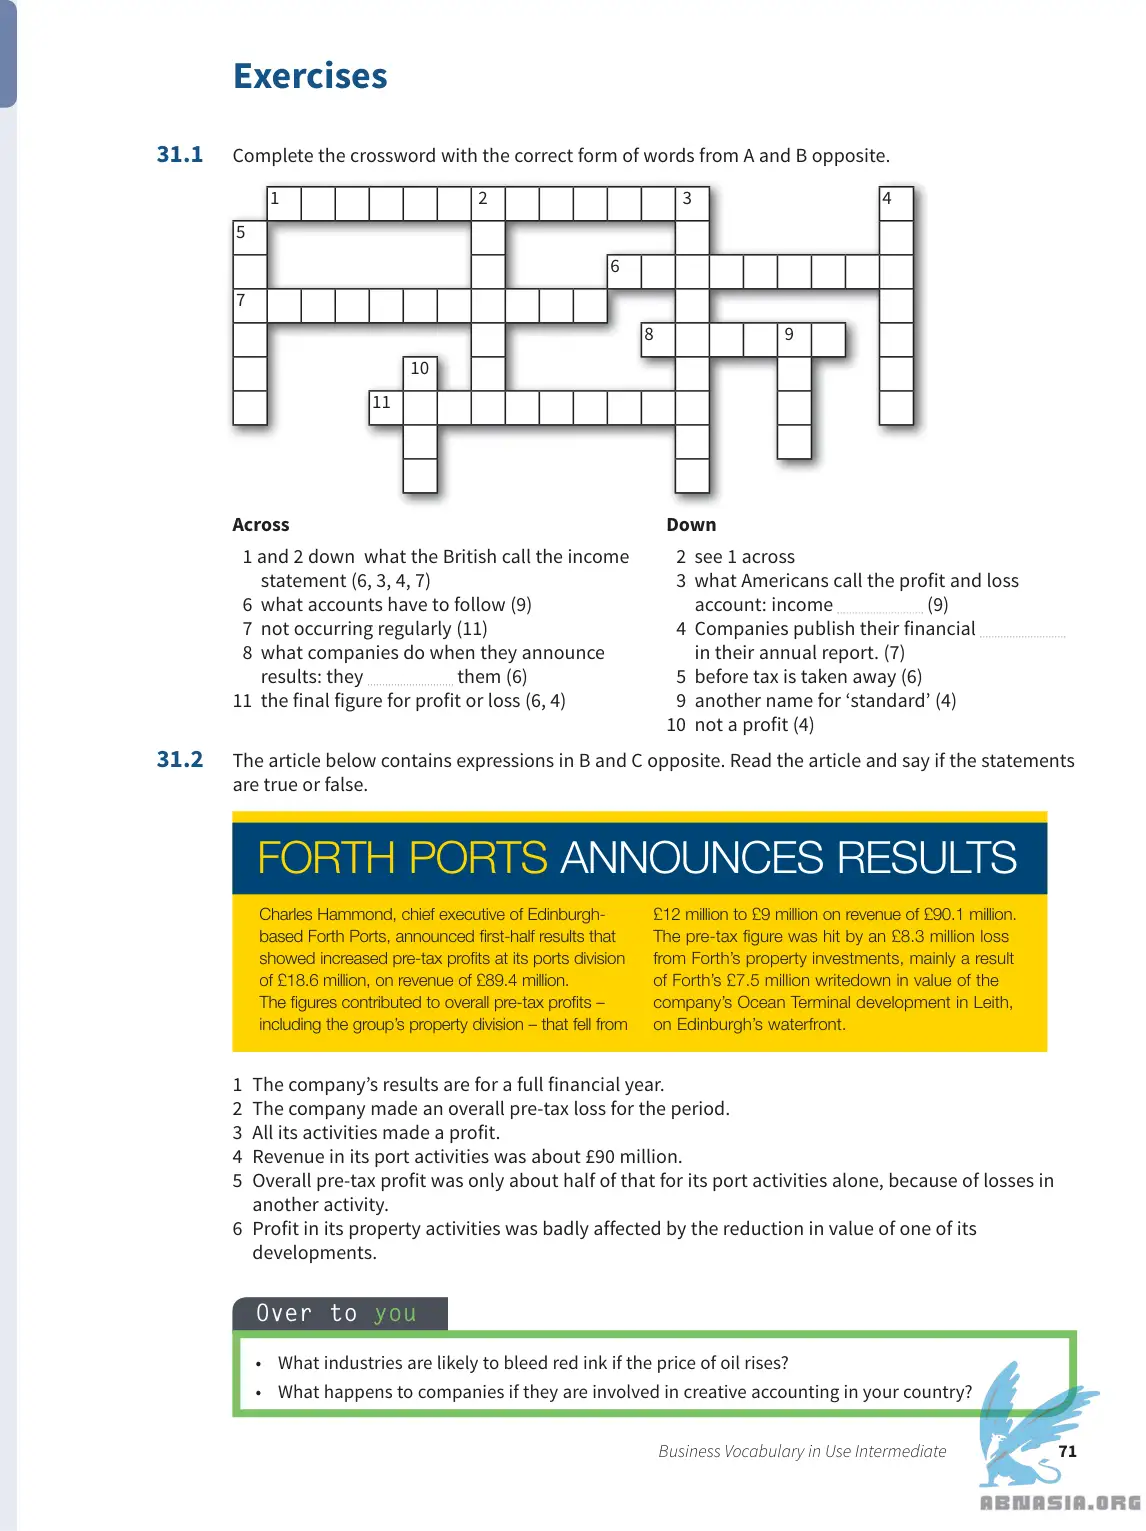 Exercises
31.1 Complete the crossword with the correct form of words from A and B opposite.
1 2 3 4
5
6
7
8 9
10
11
Across
1 and 2 down what the British call the income
statement (6, 3, 4, 7)
6 what accounts have to follow (9)
7 not occurring regularly (11)
8 what companies do when they announce
results: they ............ them (6)
11 the final figure for profit or loss (6, 4)
Down
2 see 1 across
3 what Americans call the profit and loss
account: income ............ (9)
4 Companies publish their financial ............
in their annual report. (7)
5 before tax is taken away (6)
9 another name for ‘standard’ (4)
10 not a profit (4)
31.2 The article below contains expressions in B and C opposite. Read the article and say if the statements
are true or false.
FORTH PORTS ANNOUNCES RESULTS
Charles Hammond, chief executive of Edinburgh-
based Forth Ports, announced first-half results that
showed increased pre-tax profits at its ports division
of £18.6 million, on revenue of £89.4 million.
The figures contributed to overall pre-tax profits –
including the group’s property division – that fell from
£12 million to £9 million on revenue of £90.1 million.
The pre-tax figure was hit by an £8.3 million loss
from Forth’s property investments, mainly a result
of Forth’s £7.5 million writedown in value of the
company’s Ocean Terminal development in Leith,
on Edinburgh’s waterfront.
1 The company’s results are for a full financial year.
2 The company made an overall pre-tax loss for the period.
3 All its activities made a profit.
4 Revenue in its port activities was about £90 million.
5 Overall pre-tax profit was only about half of that for its port activities alone, because of losses in
another activity.
6 Profit in its property activities was badly affected by the reduction in value of one of its
developments.
Over to you
• What industries are likely to bleed red ink if the price of oil rises?
• What happens to companies if they are involved in creative accounting in your country?
Business Vocabulary in Use Intermediate 71
ABNASIA.ORG